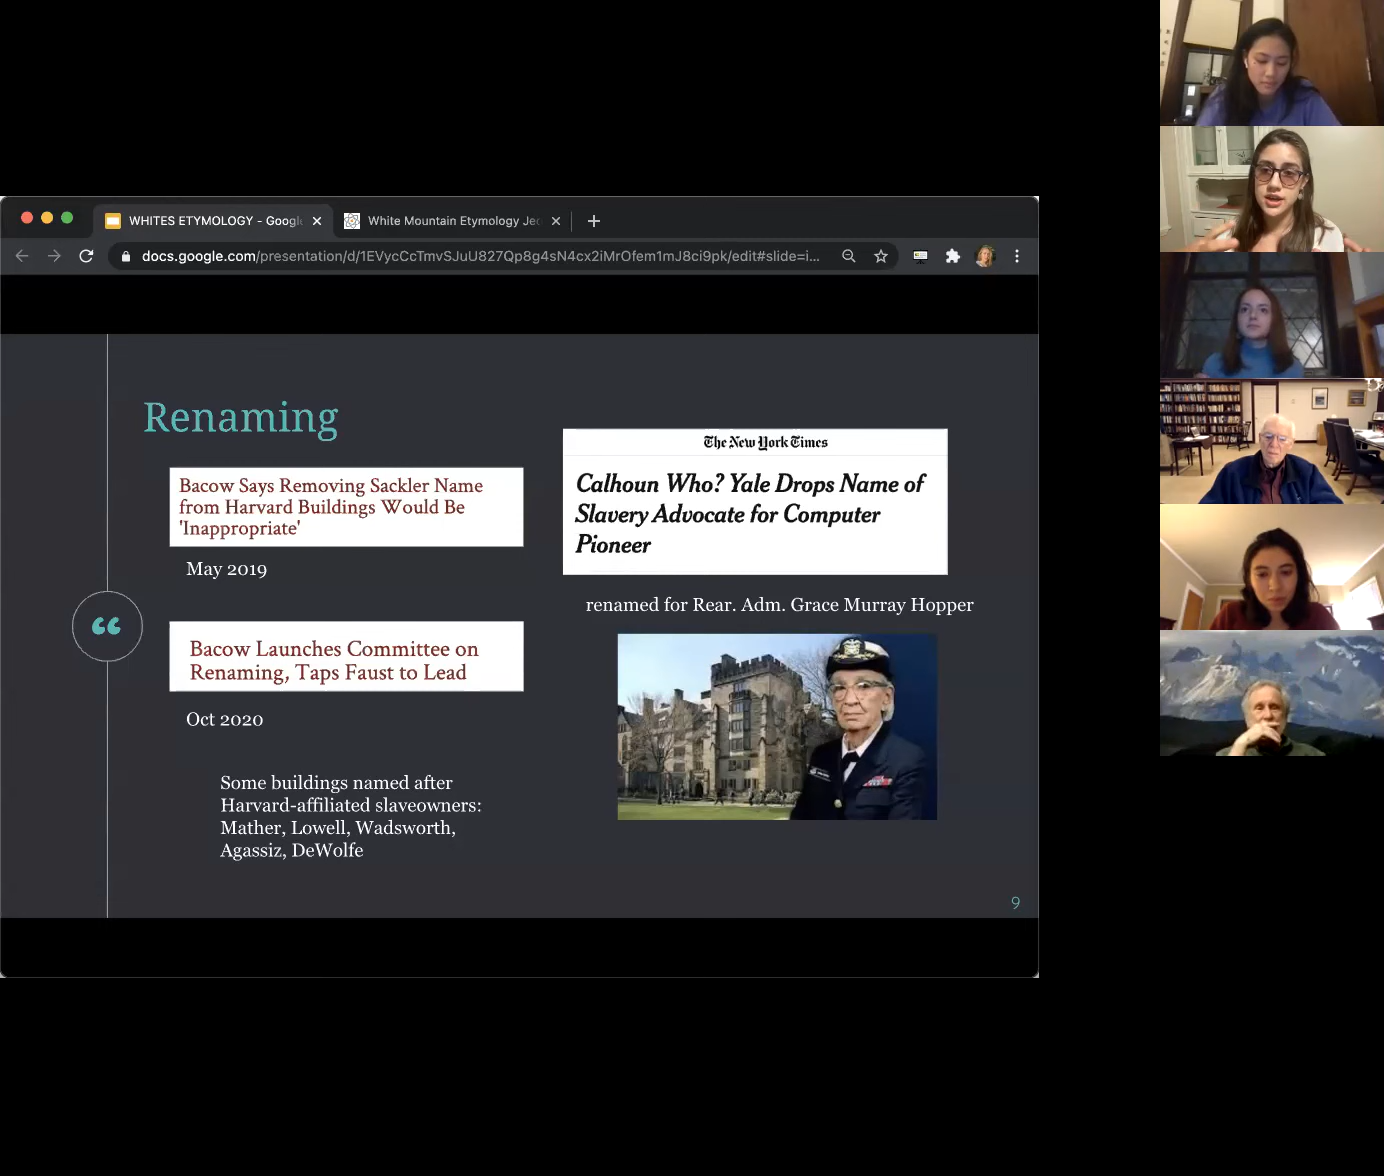 WHITES ETYMOLOGY - Googl
White Mountain Etymology Jeo
docs.google.com/presentation/d/1EVycCcTmvSJuU827Qp8g4sN4cx2iMrOfem1mJ8ci9pk/edit#slide=i...
Renaming
Bacow Says Removing Sackler Name
from Harvard Buildings Would Be
'Inappropriate'
May 2019
Bacow Launches Committee on
Renaming, Taps Faust to Lead
Oct 2020
Some buildings named after
Harvard-affiliated slaveowners:
Mather, Lowell, Wadsworth,
Agassiz, DeWolfe
The New York Times
Calhoun Who? Yale Drops Name of
Slavery Advocate for Computer
Pioneer
renamed for Rear. Adm. Grace Murray Hopper
9